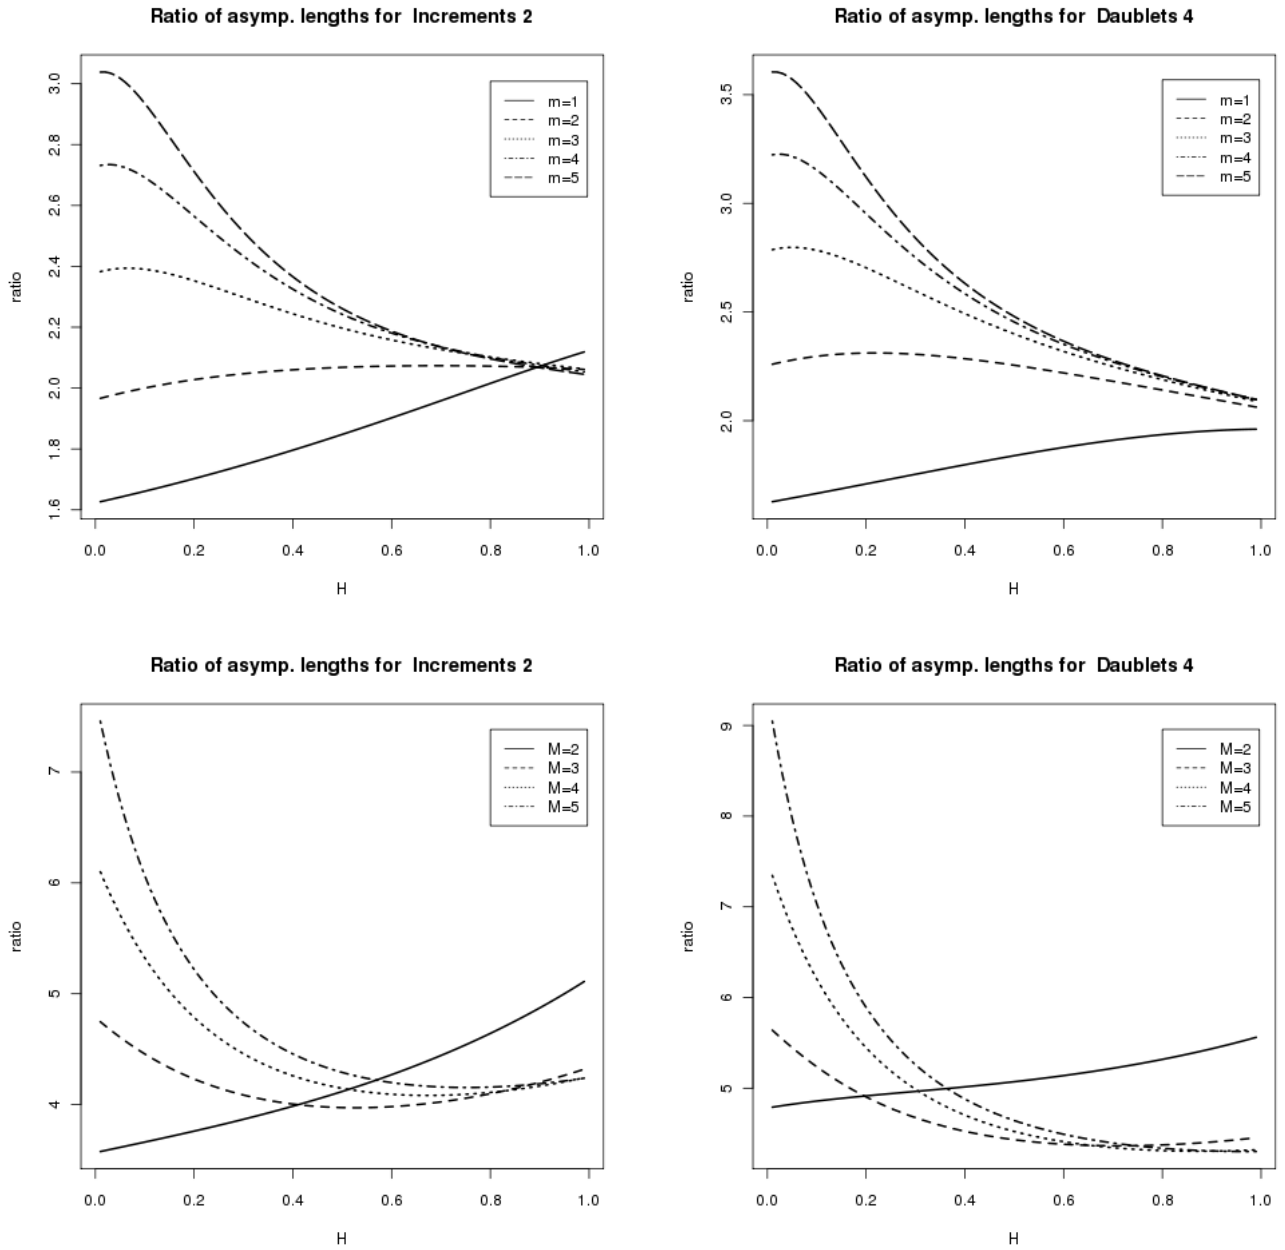 Ratio of asymp. lengths for Increments 2
ratio
3.0
2.8
2.6
2.4
2.2
2.0
1.8
1.6
m=1
m=2
m=3
m=4
m=5
0.0 0.2 0.4 0.6 0.8 1.0
H
Ratio of asymp. lengths for Daublets 4
ratio
3.5
3.0
2.5
2.0
m=1
m=2
m=3
m=4
m=5
0.0 0.2 0.4 0.6 0.8 1.0
H
Ratio of asymp. lengths for Increments 2
ratio
7
6
5
4
M=2
M=3
M=4
M=5
0.0 0.2 0.4 0.6 0.8 1.0
H
Ratio of asymp. lengths for Daublets 4
ratio
9
8
7
6
5
M=2
M=3
M=4
M=5
0.0 0.2 0.4 0.6 0.8 1.0
H